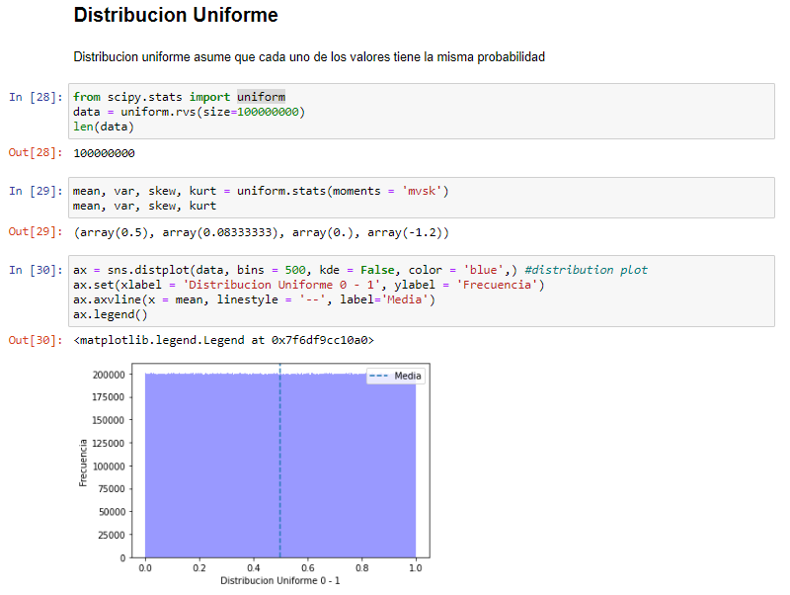 Distribucion Uniforme
Distribucion uniforme asume que cada uno de los valores tiene la misma probabilidad
In [28]: from scipy.stats import uniform
data = uniform.rvs(size=100000000)
len(data)
Out[28]: 100000000
In [29]: mean, var, skew, kurt = uniform.stats(moments = 'mvsk')
mean, var, skew, kurt
Out[29]: (array(0.5), array(0.08333333), array(0.), array(-1.2))
In [30]: ax = sns.distplot(data, bins = 500, kde = False, color = 'blue',) #distribution plot
ax.set(xlabel = 'Distribucion Uniforme 0 - 1', ylabel = 'Frecuencia')
ax.axvline(x = mean, linestyle = '--', label='Media')
ax.legend()
Out[30]: <matplotlib.legend.Legend at 0x7f6df9cc10a0>
Media
200000
175000
150000
125000
100000
75000
50000
25000
0
Frecuencia
0.0 0.2 0.4 0.6 0.8 1.0
Distribucion Uniforme 0 - 1